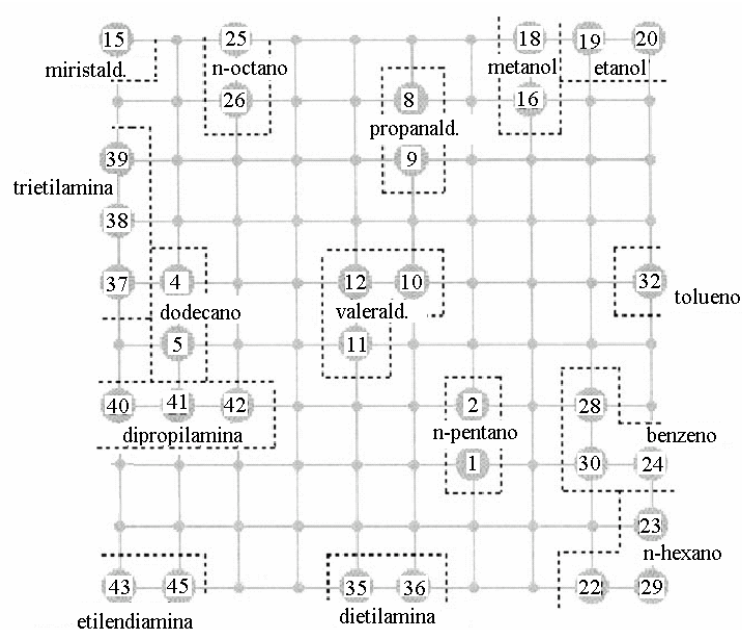 15 25 18 19 20
miristald. n-octano metanol etanol
26 8 16
propanald.
39 9
trietilamina
38
37 4 12 10 32
dodecano valerald. tolueno
5 11
40 41 42 2 28
dipropilamina n-pentano benzeno
1 30 24
23
n-hexano
43 45 35 36 22 29
etilendiamina dietilamina